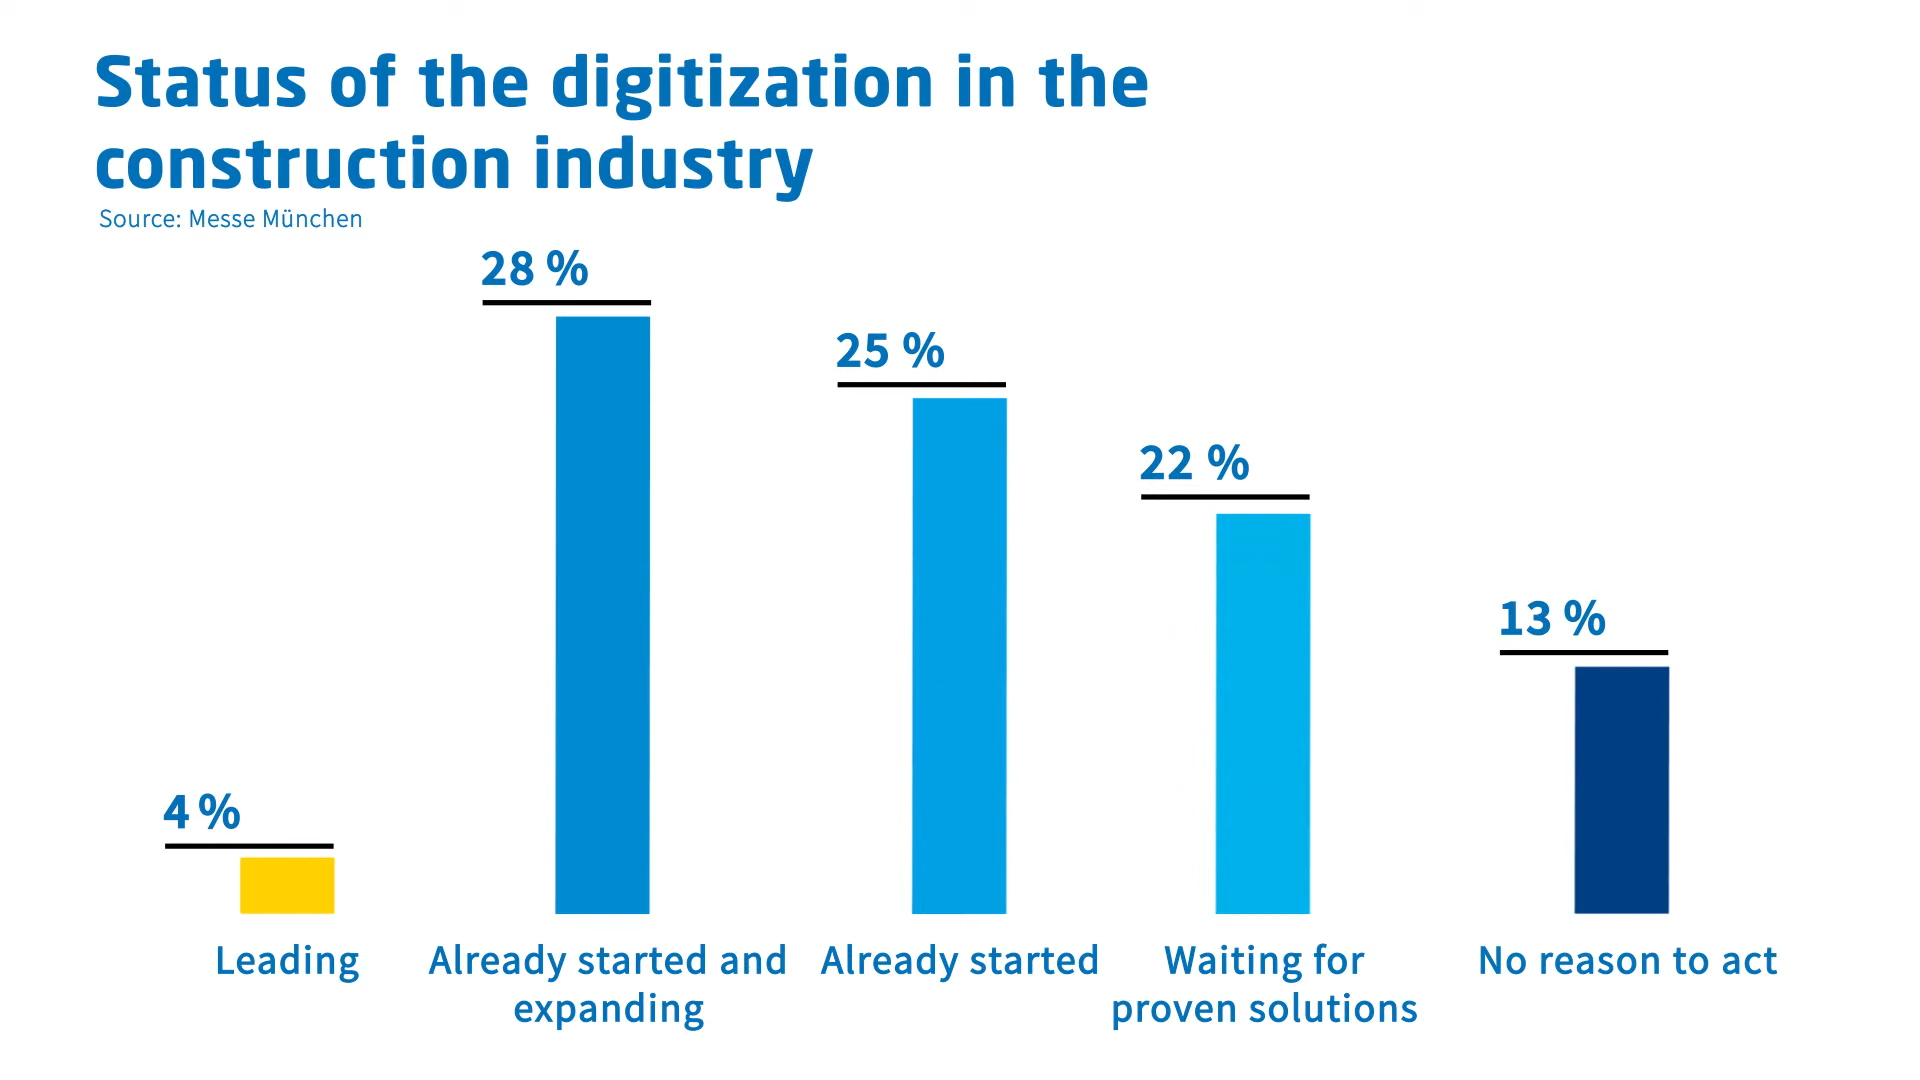 Status of the digitization in the
construction industry
Source: Messe München
28 %
25 %
22 %
13 %
4 %
Leading
Already started and
expanding
Already started
Waiting for
proven solutions
No reason to act